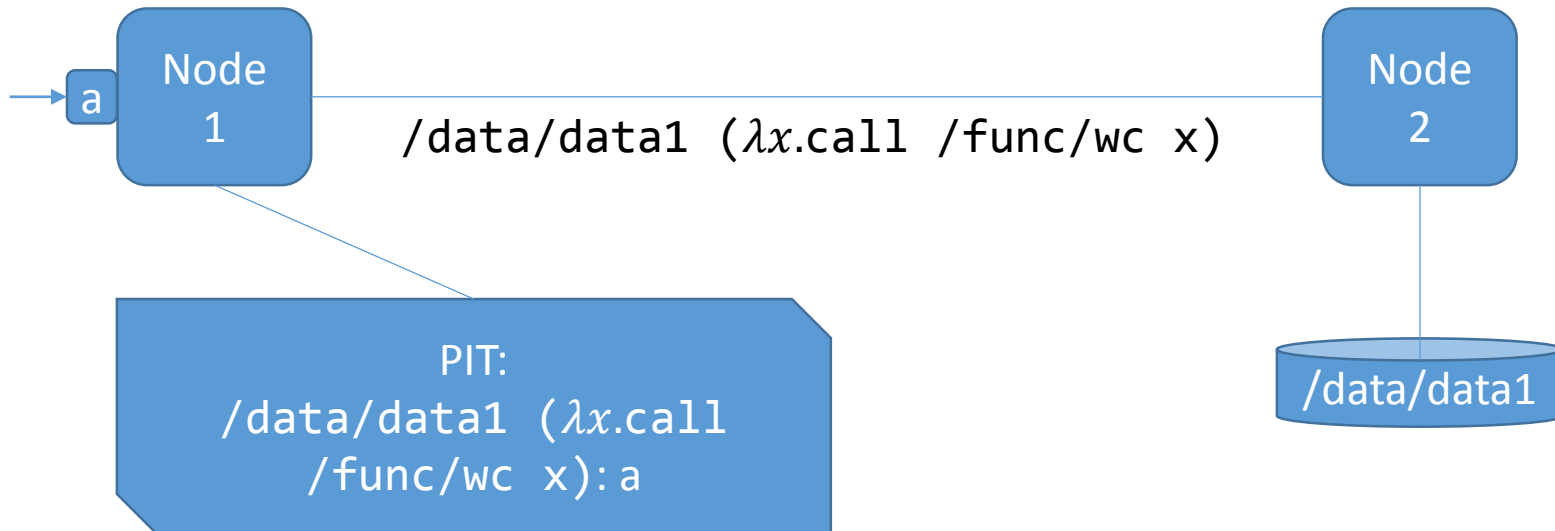 a
Node
1
/data/data1 (λx.call /func/wc x)
Node
2
PIT:
/data/data1 (λx.call
/func/wc x): a
/data/data1